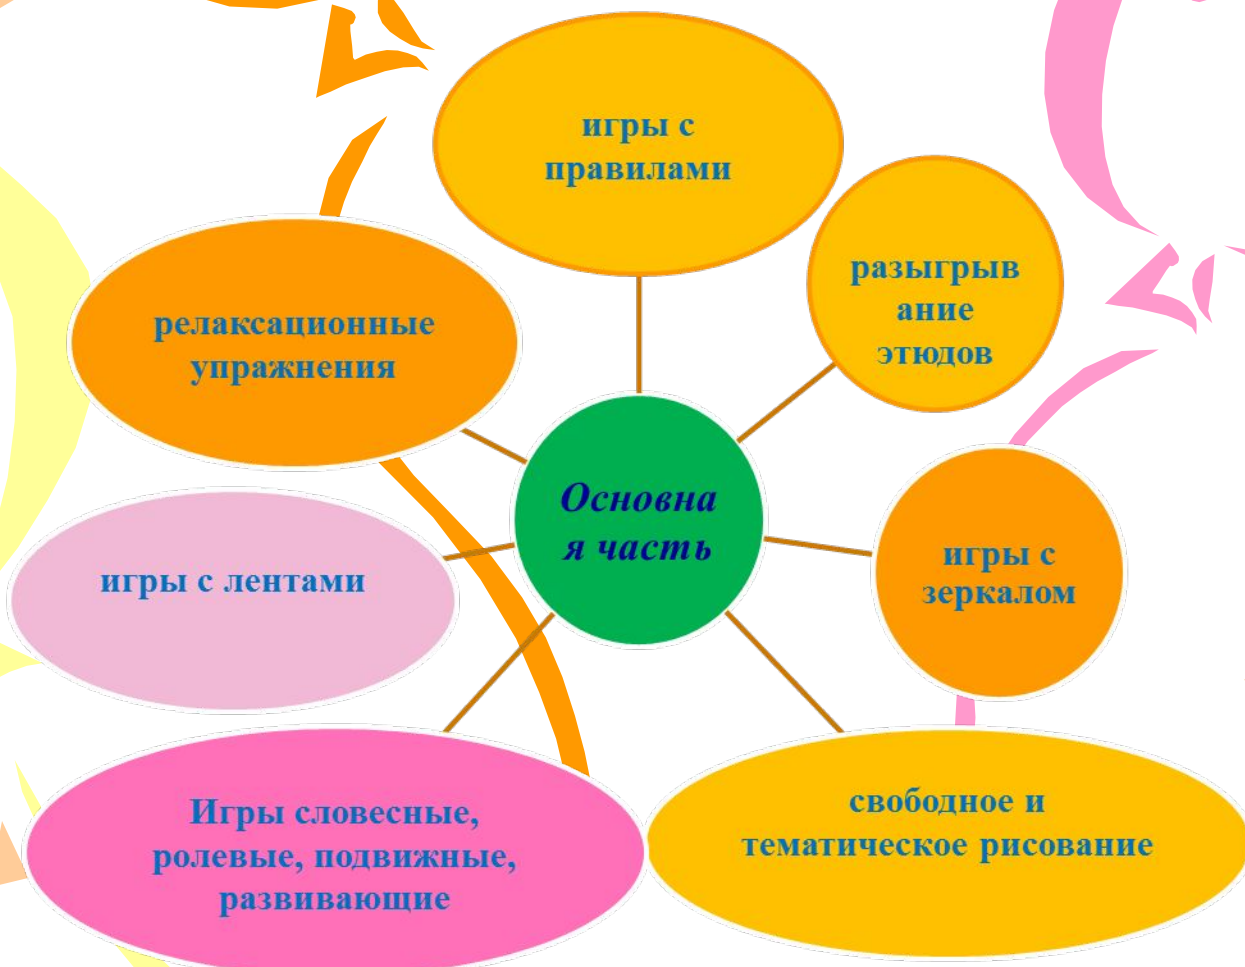 игры с
правилами
разыгрыв
ание
этюдов
релаксационные
упражнения
Основна
я часть
игры с
зеркалом
игры с лентами
Игры словесные,
ролевые, подвижные,
развивающие
свободное и
тематическое рисование